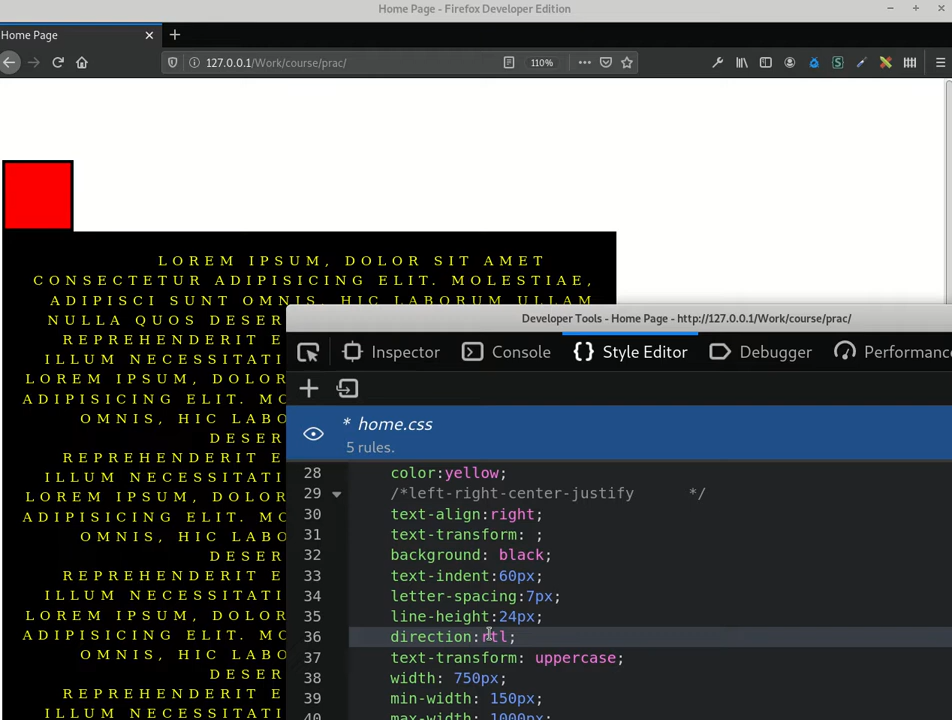 Home Page - Firefox Developer Edition
Home Page
127.0.0.1/Work/course/prac/
110%
LOREM IPSUM, DOLOR SIT AMET
CONSECTETUR ADIPISICING ELIT. MOLESTIAE,
ADIPISCI SUNT OMNIS, HIC LABORUM ULLAM
NULLA QUOS DESER
REPREHENDERIT E
ILLUM NECESSITATI
LOREM IPSUM, DOLOR
ADIPISICING ELIT. MO
OMNIS, HIC LABO
DESER
REPREHENDERIT E
ILLUM NECESSITATI
LOREM IPSUM, DOLOR
ADIPISICING ELIT. MO
OMNIS, HIC LABO
DESER
REPREHENDERIT E
ILLUM NECESSITATI
LOREM IPSUM, DOLOR
ADIPISICING ELIT. MO
OMNIS, HIC LABO
DESER
REPREHENDERIT E
Developer Tools - Home Page - http://127.0.0.1/Work/course/prac/
Inspector Console {} Style Editor Debugger Performanc
* home.css
5 rules.
28 color:yellow;
29 /*left-right-center-justify */
30 text-align:right;
31 text-transform: ;
32 background: black;
33 text-indent:60px;
34 letter-spacing:7px;
35 line-height:24px;
36 direction:rtl;
37 text-transform: uppercase;
38 width: 750px;
39 min-width: 150px;
40 max-width: 1000px;